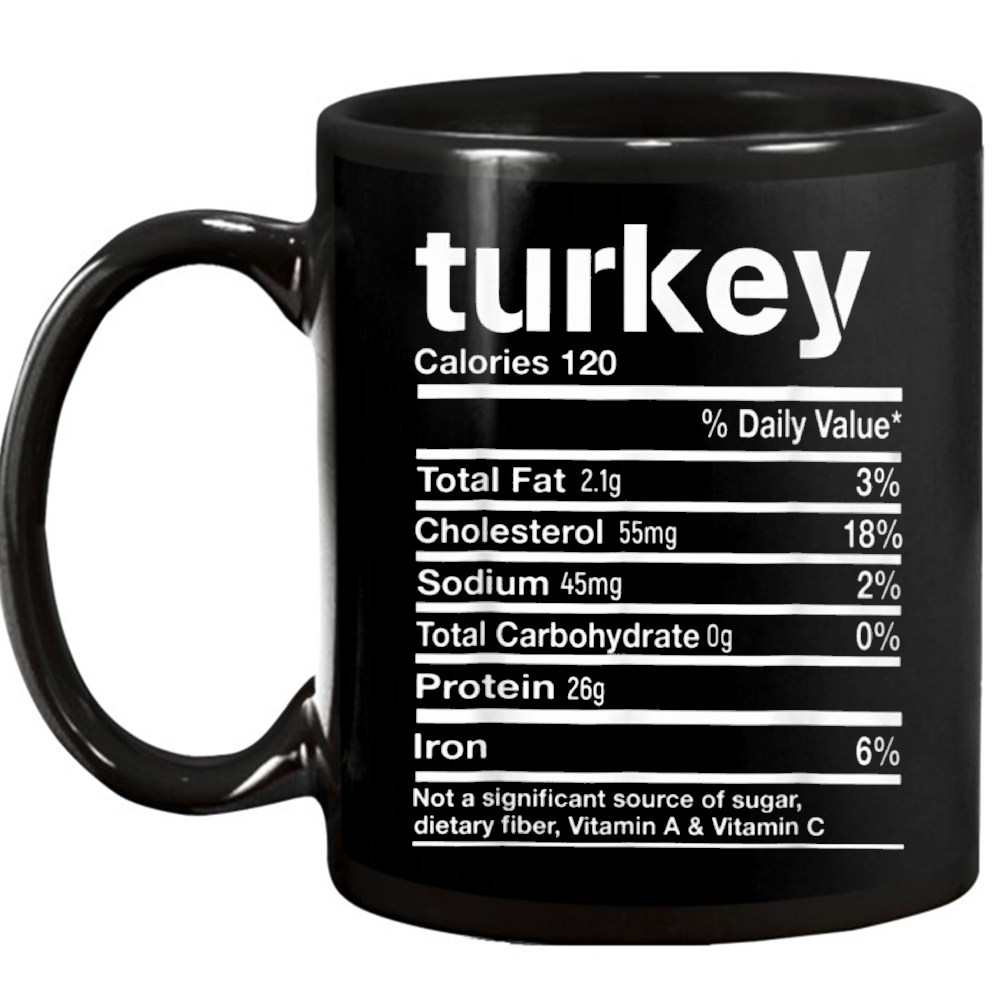 turkey
Calories 120
% Daily Value*
Total Fat 2.1g 3%
Cholesterol 55mg 18%
Sodium 45mg 2%
Total Carbohydrate 0g 0%
Protein 26g
Iron 6%
Not a significant source of sugar,
dietary fiber, Vitamin A & Vitamin C